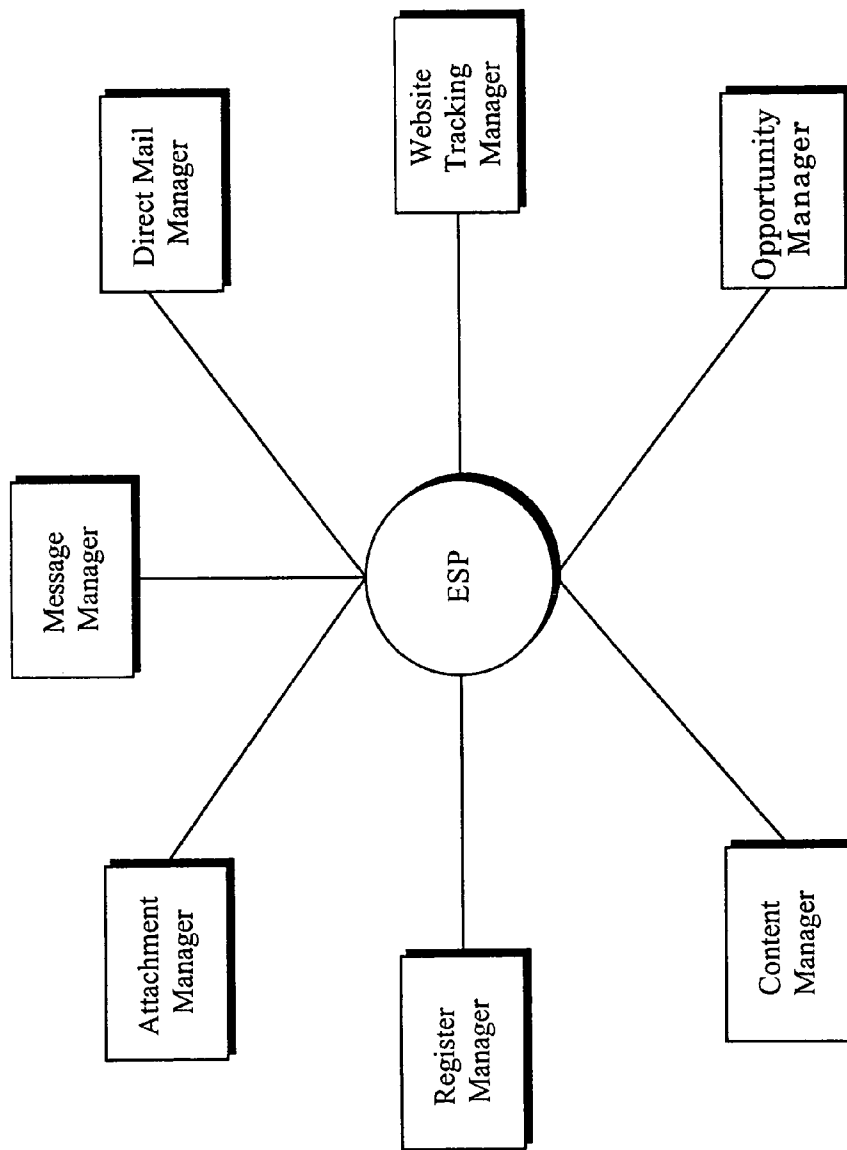 Direct Mail
Manager
Website
Tracking
Manager
Opportunity
Manager
Message
Manager
ESP
Attachment
Manager
Register
Manager
Content
Manager